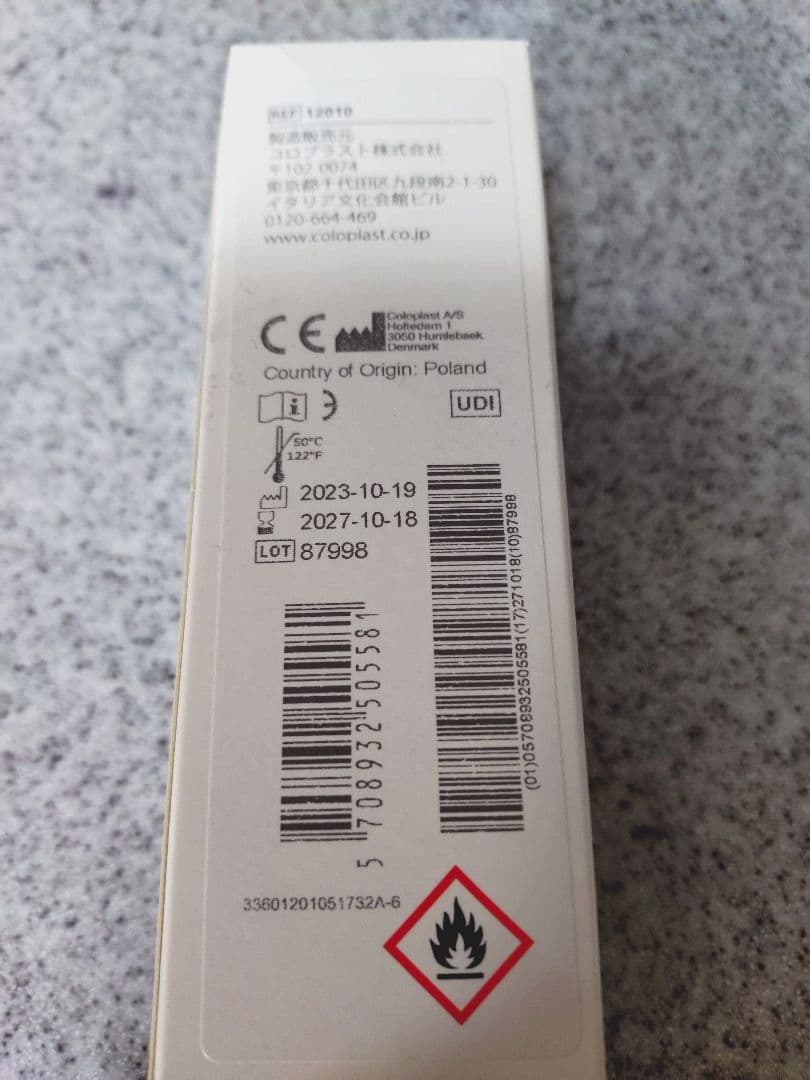 REF 12010
製造販売元
コロプラスト株式会社
〒102-0074
東京都千代田区九段南2-1-30
イタリア文化会館ビル
0120-664-469
www.coloplast.co.jp
CE
Coloplast A/S
Holtedam 1
3050 Humlebaek
Denmark
Country of Origin: Poland
UDI
50°C
122°F
2023-10-19
2027-10-18
LOT 87998
5 708932 505581
(01)05708932505581(17)271018(10)87998
33601201051732A-6